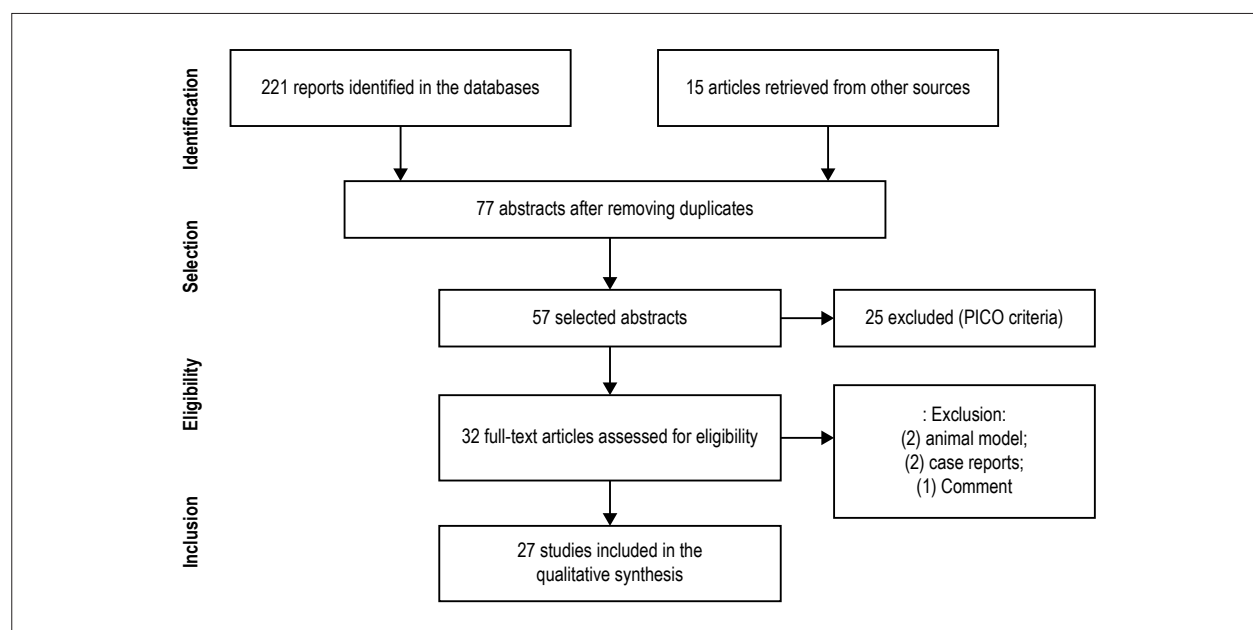 Identification
221 reports identified in the databases
15 articles retrieved from other sources
77 abstracts after removing duplicates
Selection
57 selected abstracts
25 excluded (PICO criteria)
Eligibility
32 full-text articles assessed for eligibility
: Exclusion:
(2) animal model;
(2) case reports;
(1) Comment
Inclusion
27 studies included in the
qualitative synthesis